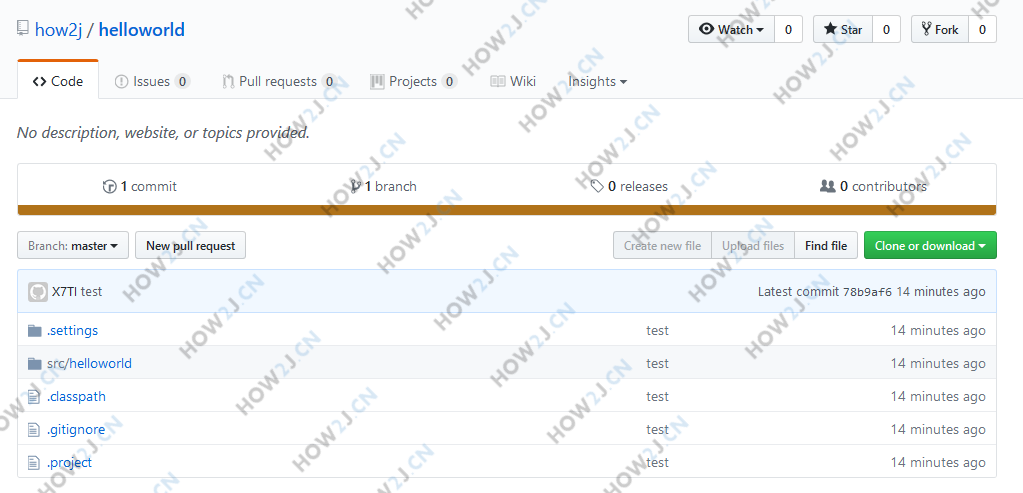 how2j / helloworld Watch 0 Star 0 Fork 0
Code Issues 0 Pull requests 0 Projects 0 Wiki Insights
No description, website, or topics provided.
1 commit 1 branch 0 releases 0 contributors
Branch: master New pull request Create new file Upload files Find file Clone or download
X7TI test Latest commit 78b9af6 14 minutes ago
.settings test 14 minutes ago
src/helloworld test 14 minutes ago
.classpath test 14 minutes ago
.gitignore test 14 minutes ago
.project test 14 minutes ago
HOW2J.CN